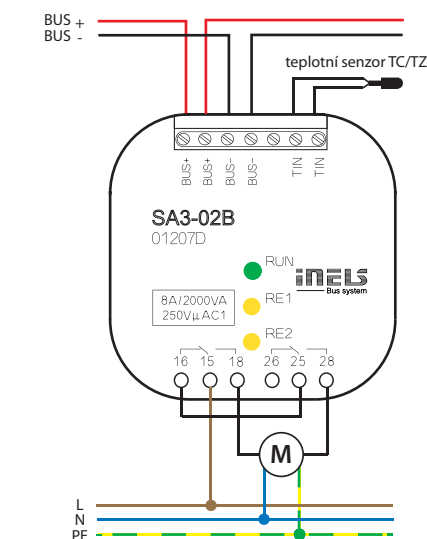 BUS +
BUS -
teplotní senzor TC/TZ
BUS+
BUS+
BUS-
BUS-
TIN
TIN
SA3-02B
01207D
RUN
iNELS
Bus system
RE1
8A/2000VA
250VµAC1
RE2
16 15 18 26 25 28
M
L
N
PE